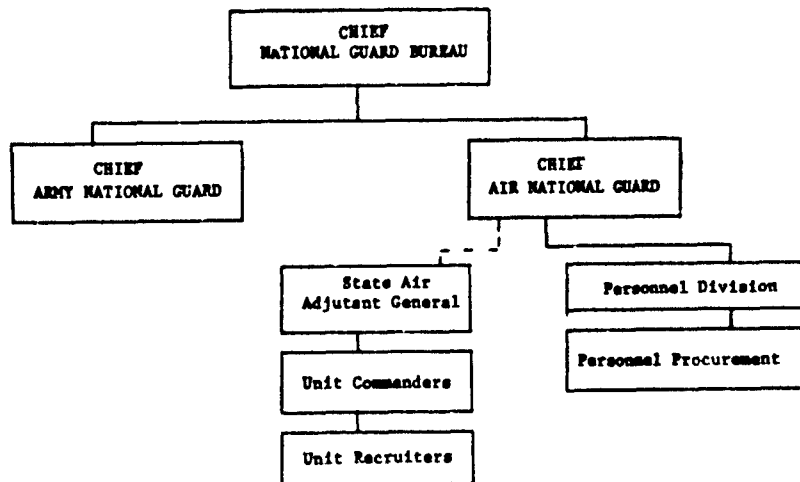 CHIEF
NATIONAL GUARD BUREAU
CHIEF
ARMY NATIONAL GUARD
CHIEF
AIR NATIONAL GUARD
State Air
Adjutant General
Personnel Division
Unit Commanders
Personnel Procurement
Unit Recruiters